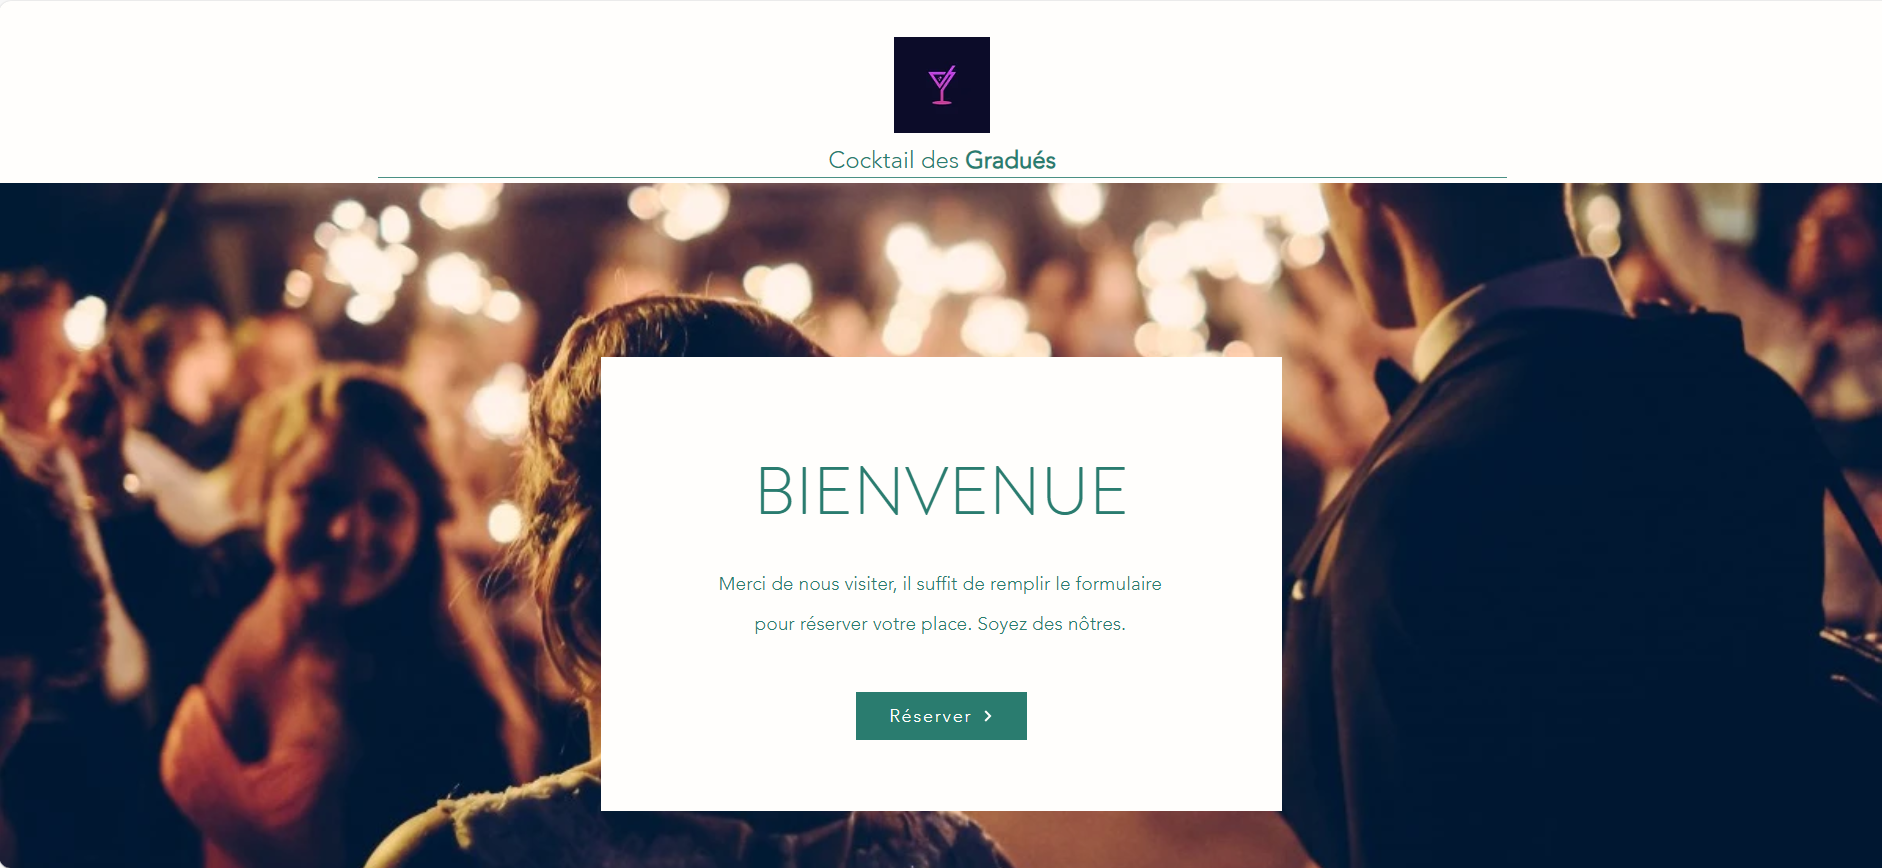 Cocktail des Gradués
BIENVENUE
Merci de nous visiter, il suffit de remplir le formulaire
pour réserver votre place. Soyez des nôtres.
Réserver